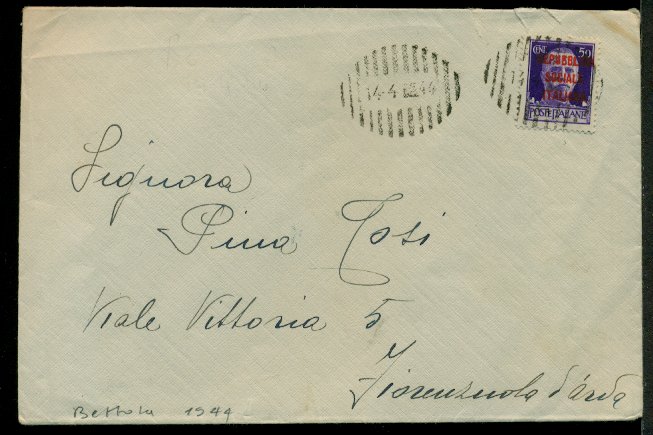 14-4 44
CENT 50
REPUBBLICA
SOCIALE
ITALIANA
POSTE ITALIANE
Signora
Pina Tosi
Viale Vittoria 5
Fiorenzuola d'Arda
Bettola 1944